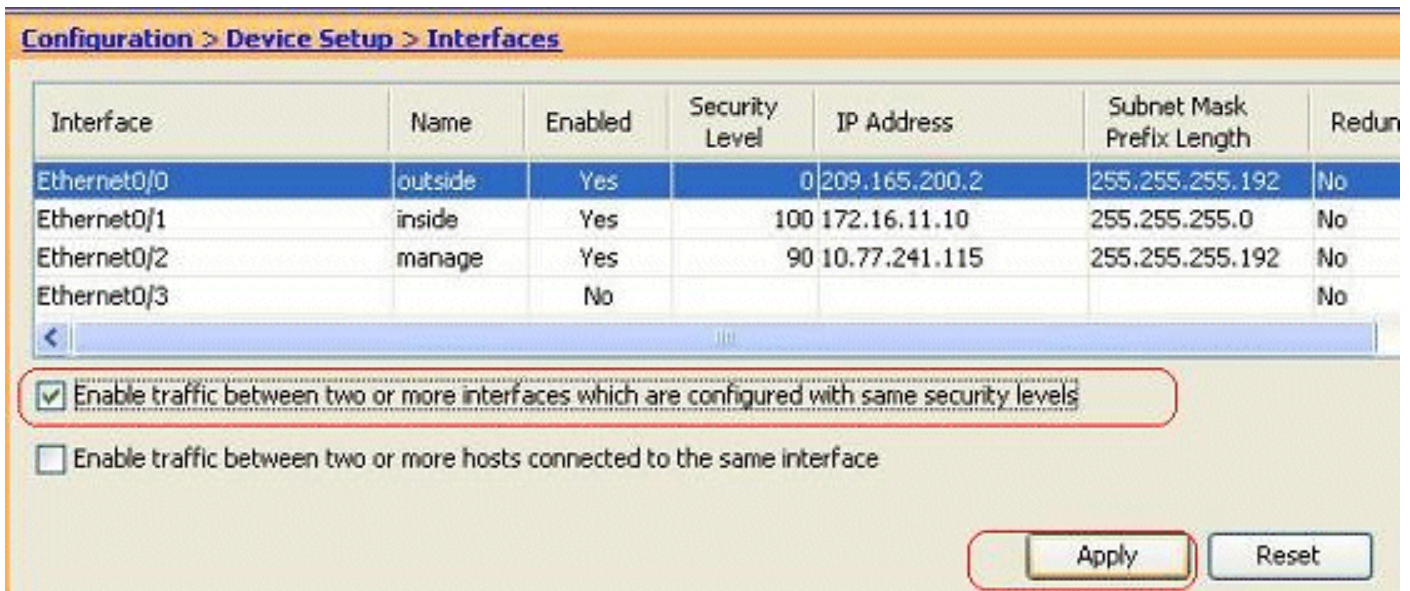 Configuration > Device Setup > Interfaces
Interface Name Enabled Security Level IP Address Subnet Mask Prefix Length Redun
Ethernet0/0 outside Yes 0 209.165.200.2 255.255.255.192 No
Ethernet0/1 inside Yes 100 172.16.11.10 255.255.255.0 No
Ethernet0/2 manage Yes 90 10.77.241.115 255.255.255.192 No
Ethernet0/3 No No
Enable traffic between two or more interfaces which are configured with same security levels
Enable traffic between two or more hosts connected to the same interface
Apply Reset